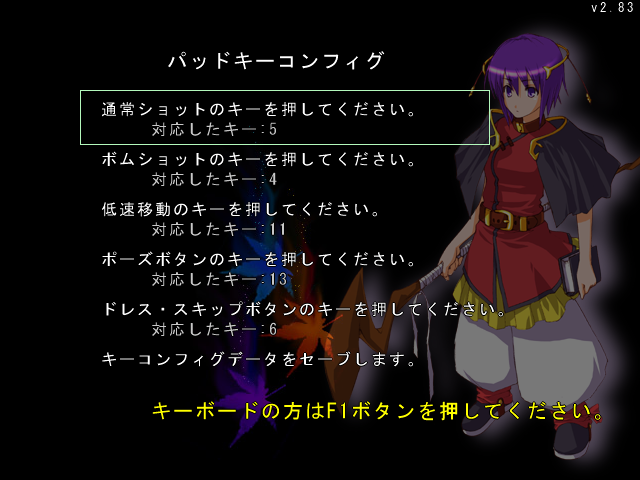 v2.83
パッドキーコンフィグ
通常ショットのキーを押してください。
対応したキー:5
ボムショットのキーを押してください。
対応したキー:4
低速移動のキーを押してください。
対応したキー:11
ポーズボタンのキーを押してください。
対応したキー:13
ドレス・スキップボタンのキーを押してください。
対応したキー:6
キーコンフィグデータをセーブします。
キーボードの方はF1ボタンを押してください。